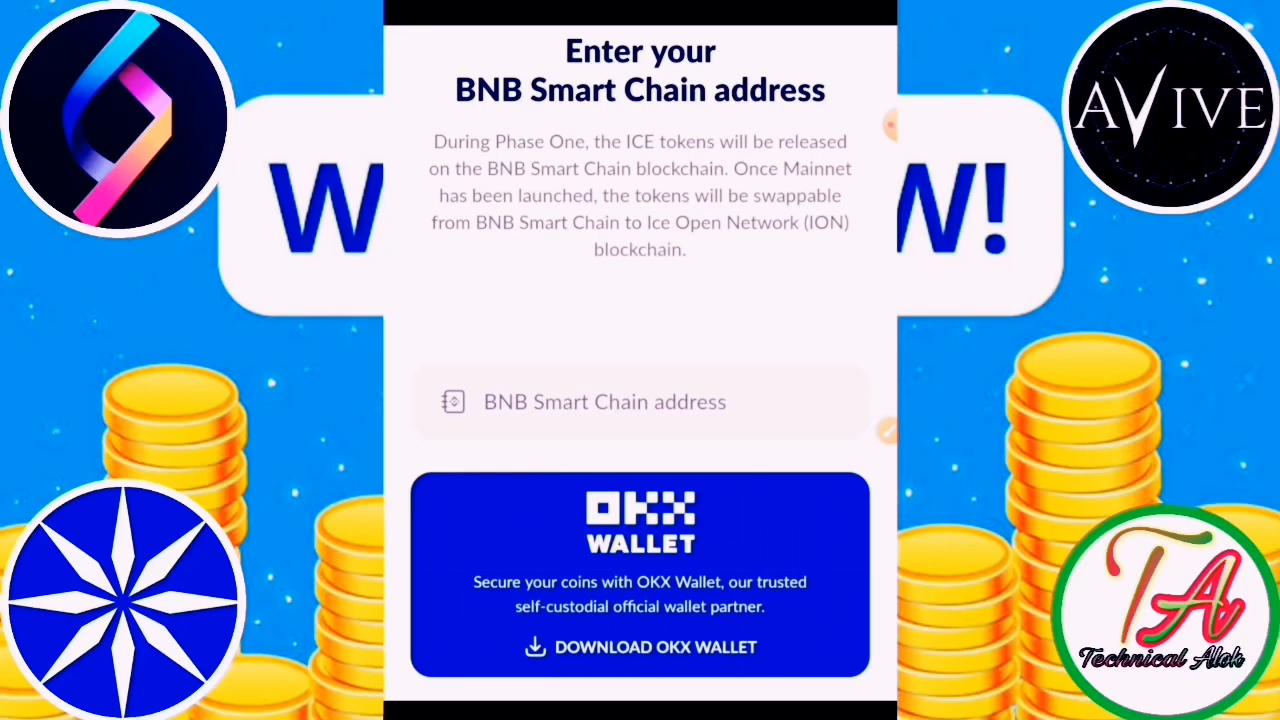 Enter your
BNB Smart Chain address
During Phase One, the ICE tokens will be released
on the BNB Smart Chain blockchain. Once Mainnet
has been launched, the tokens will be swappable
from BNB Smart Chain to Ice Open Network (ION)
blockchain.
W
W!
AVIVE
BNB Smart Chain address
OKX
WALLET
Secure your coins with OKX Wallet, our trusted
self-custodial official wallet partner.
DOWNLOAD OKX WALLET
TA
Technical Alok